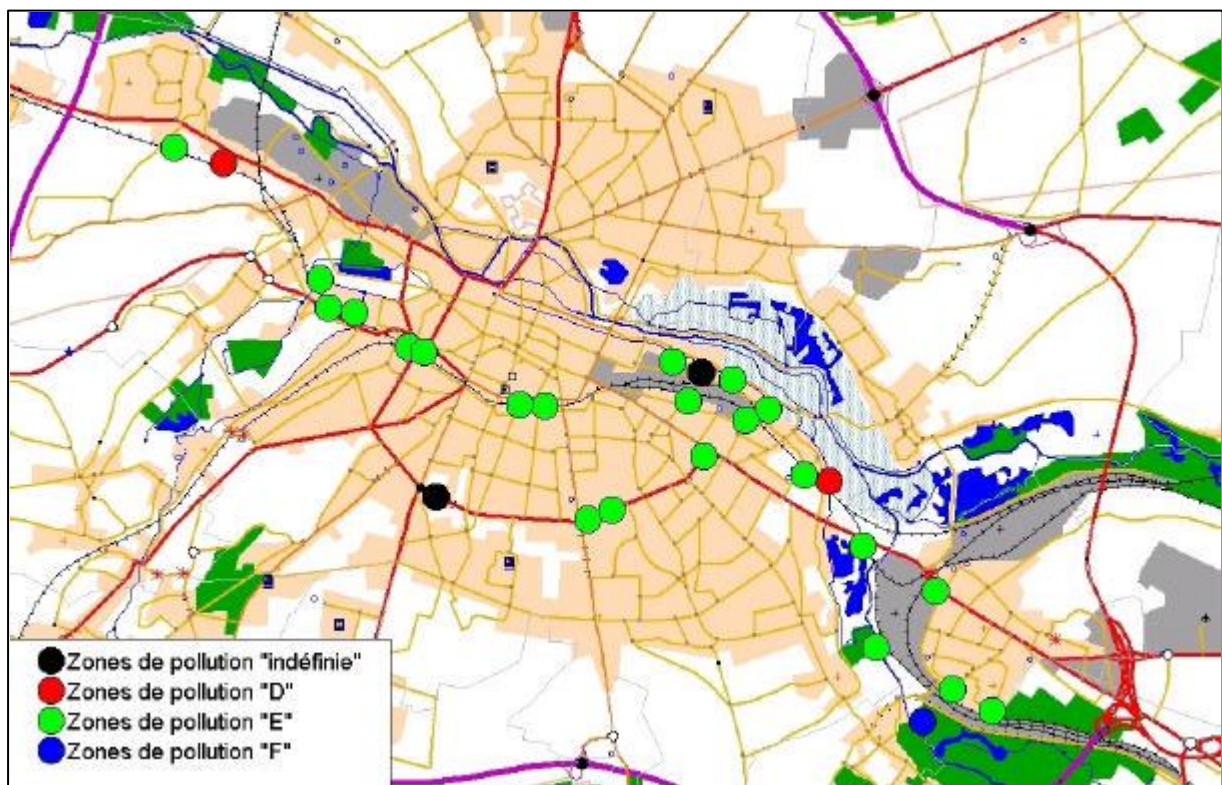 Zones de pollution "indéfinie"
Zones de pollution "D"
Zones de pollution "E"
Zones de pollution "F"